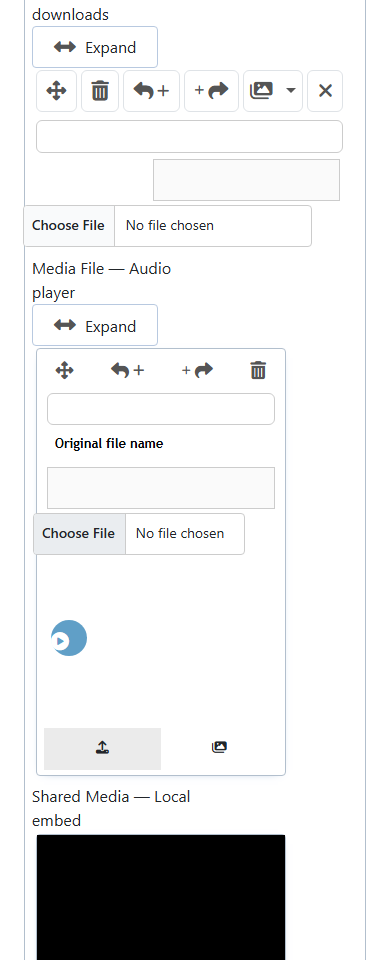 downloads
Expand
+
+
Choose File No file chosen
Media File — Audio
player
Expand
+
+
Original file name
Choose File No file chosen
Shared Media — Local
embed